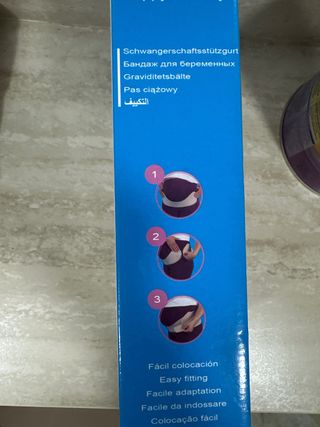 Schwangerschaftsstützgurt
Бандаж для беременных
Graviditetsbälte
Pas ciążowy
التكييف
1
2
3
Fácil colocación
Easy fitting
Facile adaptation
Facile da indossare
Colocação fácil